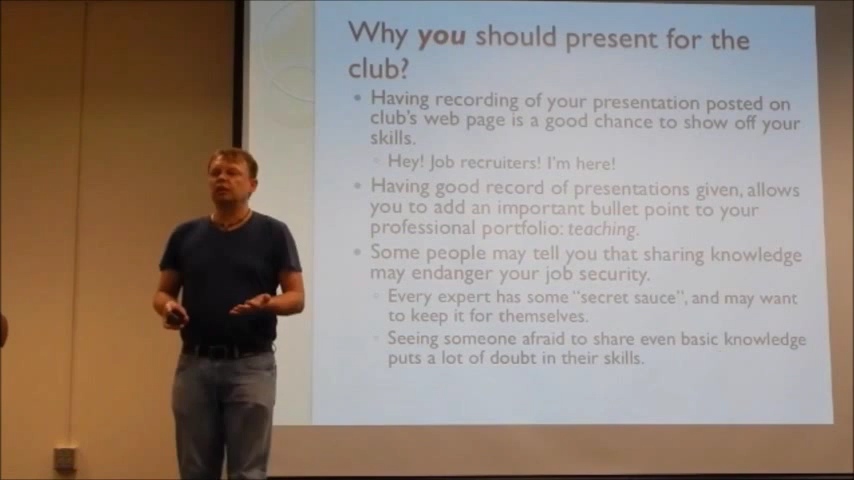 Why you should present for the
club?
• Having recording of your presentation posted on
club's web page is a good chance to show off your
skills.
◦ Hey! Job recruiters! I'm here!
• Having good record of presentations given, allows
you to add an important bullet point to your
professional portfolio: teaching.
• Some people may tell you that sharing knowledge
may endanger your job security.
◦ Every expert has some "secret sauce", and may want
to keep it for themselves.
◦ Seeing someone afraid to share even basic knowledge
puts a lot of doubt in their skills.